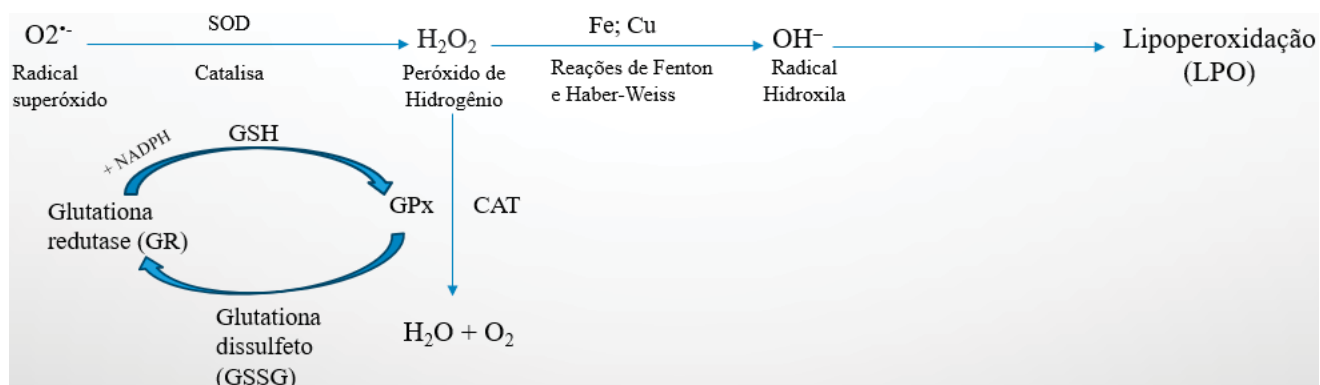 O2•- SOD H₂O₂ Fe; Cu OH⁻ Lipoperoxidação
(LPO)
Radical
superóxido
Catalisa
Peróxido de
Hidrogênio
Reações de Fenton
e Haber-Weiss
Radical
Hidroxila
+ NADPH
GSH
Glutationa
redutase (GR)
GPx
CAT
Glutationa
dissulfeto
(GSSG)
H₂O + O₂